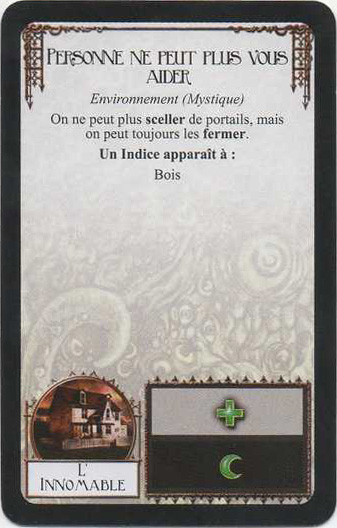 Personne ne peut plus vous
aider
Environnement (Mystique)
On ne peut plus sceller de portails, mais
on peut toujours les fermer.
Un Indice apparaît à :
Bois
L'
Innomable